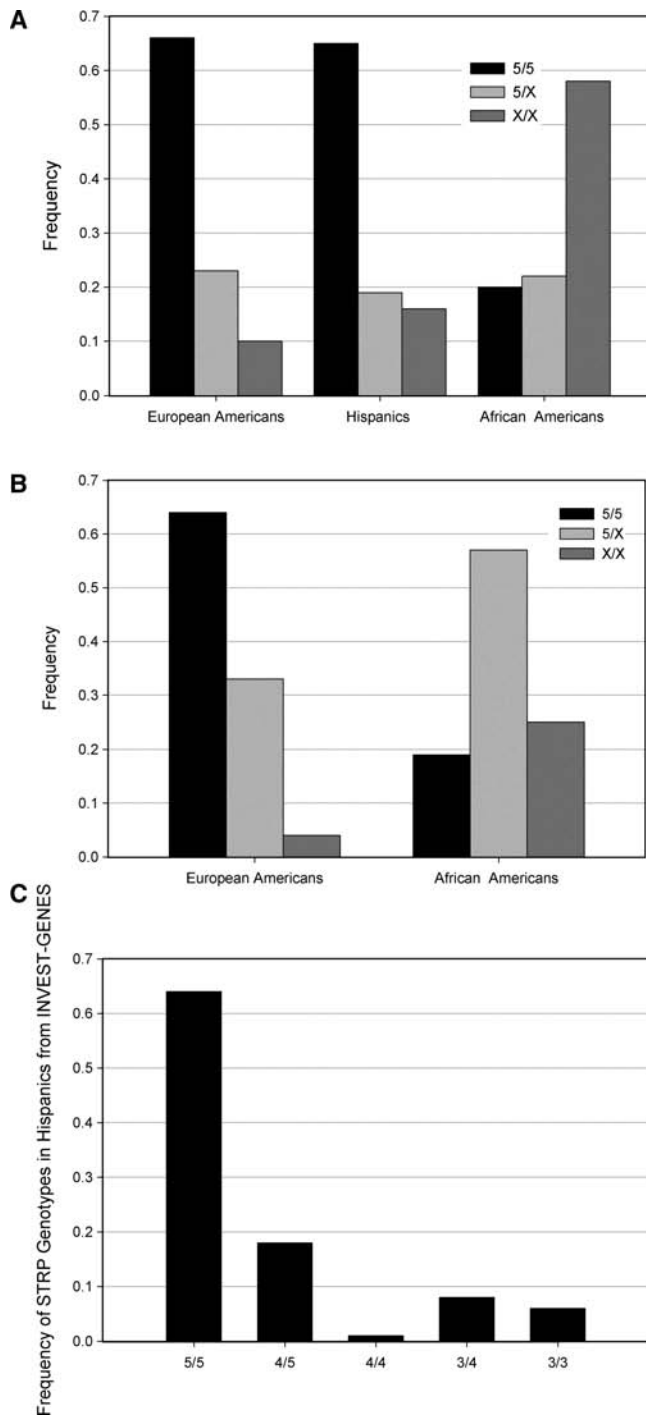 A
0.7
0.6
0.5
0.4
0.3
0.2
0.1
0.0
Frequency
5/5
5/X
X/X
European Americans
Hispanics
African Americans
B
0.7
0.6
0.5
0.4
0.3
0.2
0.1
0.0
Frequency
5/5
5/X
X/X
European Americans
African Americans
C
Frequency of STRP Genotypes in Hispanics from INVEST-GENES
0.7
0.6
0.5
0.4
0.3
0.2
0.1
0.0
5/5
4/5
4/4
3/4
3/3